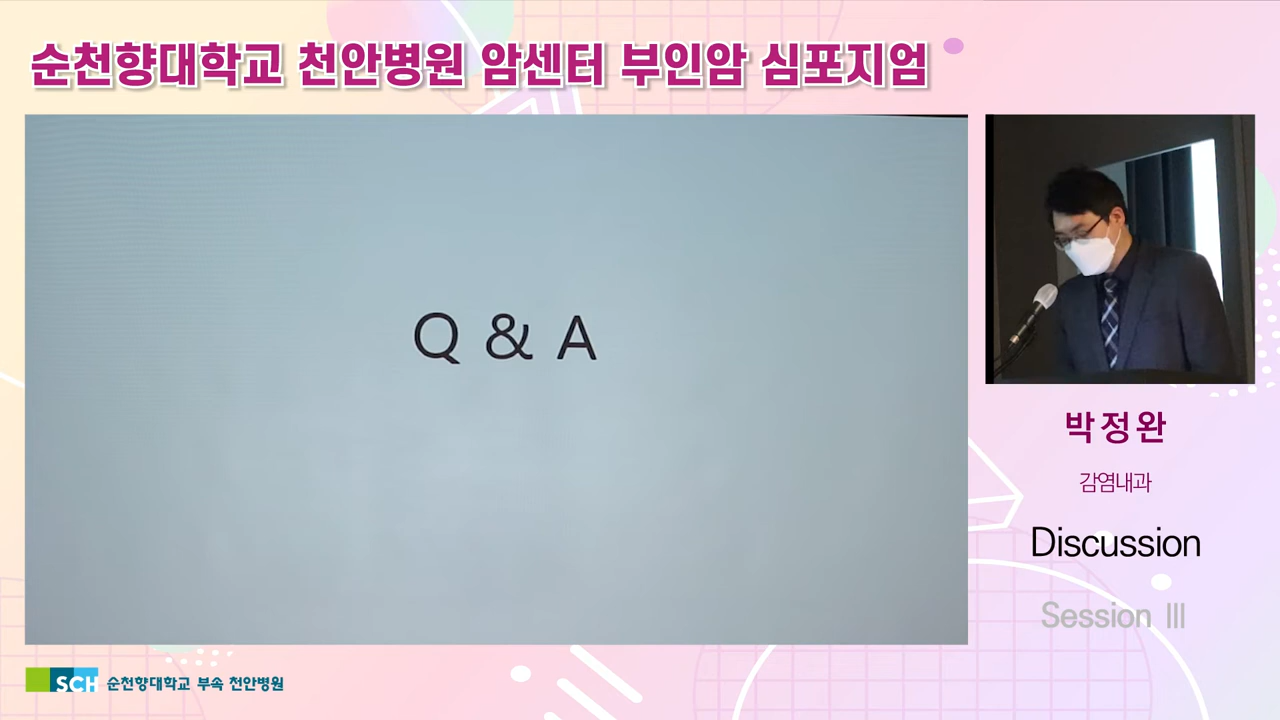 순천향대학교 천안병원 암센터 부인암 심포지엄
Q & A
박정완
감염내과
Discussion
Session III
SCH 순천향대학교 부속 천안병원